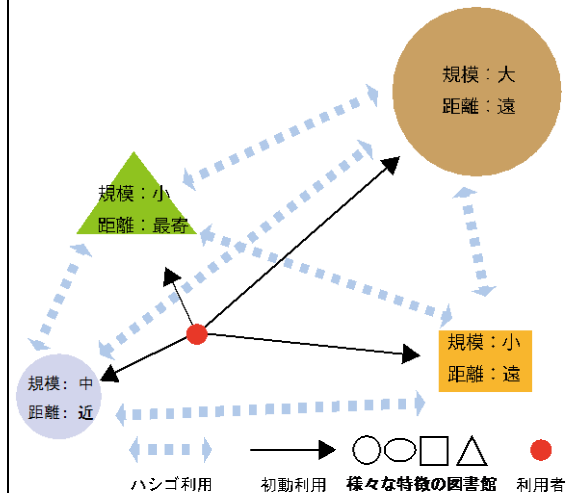 規模：大
距離：遠
規模：小
距離：最寄
規模：小
距離：遠
規模：中
距離：近
ハシゴ利用
初動利用
様々な特徴の図書館
利用者